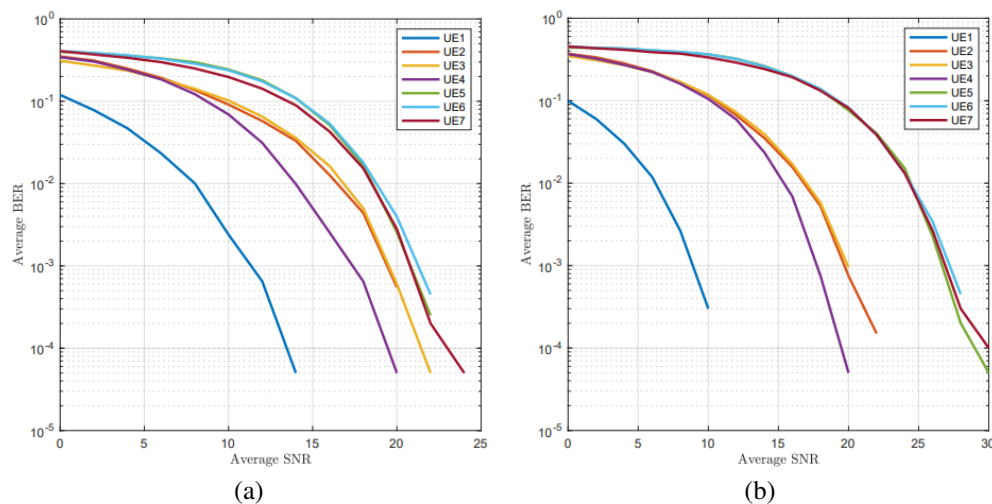 10^0
10^-1
10^-2
10^-3
10^-4
10^-5
Average BER
0 5 10 15 20 25
Average SNR
UE1
UE2
UE3
UE4
UE5
UE6
UE7
(a)
10^0
10^-1
10^-2
10^-3
10^-4
10^-5
Average BER
0 5 10 15 20 25 30
Average SNR
UE1
UE2
UE3
UE4
UE5
UE6
UE7
(b)